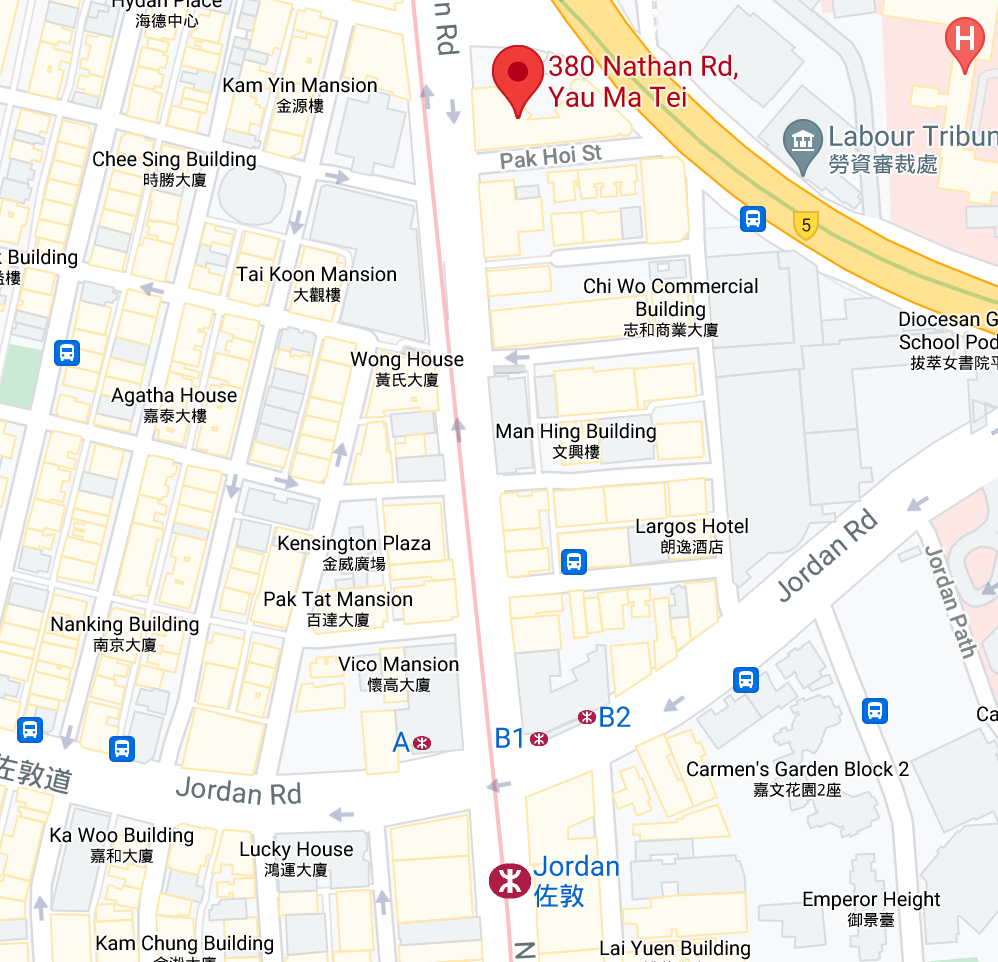 Hydan Place
海德中心
n Rd
380 Nathan Rd,
Yau Ma Tei
H
Kam Yin Mansion
金源樓
Labour Tribun
勞資審裁處
Pak Hoi St
Chee Sing Building
時勝大廈
5
k Building
益樓
Tai Koon Mansion
大觀樓
Chi Wo Commercial
Building
志和商業大廈
Diocesan G
School Pod
拔萃女書院平
Wong House
黃氏大廈
Agatha House
嘉泰大樓
Man Hing Building
文興樓
Largos Hotel
朗逸酒店
Jordan Rd
Jordan Path
Kensington Plaza
金威廣場
Pak Tat Mansion
百達大廈
Nanking Building
南京大廈
Vico Mansion
懷高大廈
A
B1
B2
Ca
佐敦道
Jordan Rd
Carmen's Garden Block 2
嘉文花園2座
Ka Woo Building
嘉和大廈
Lucky House
鴻運大廈
Jordan
佐敦
Emperor Height
御景臺
Kam Chung Building
N
Lai Yuen Building